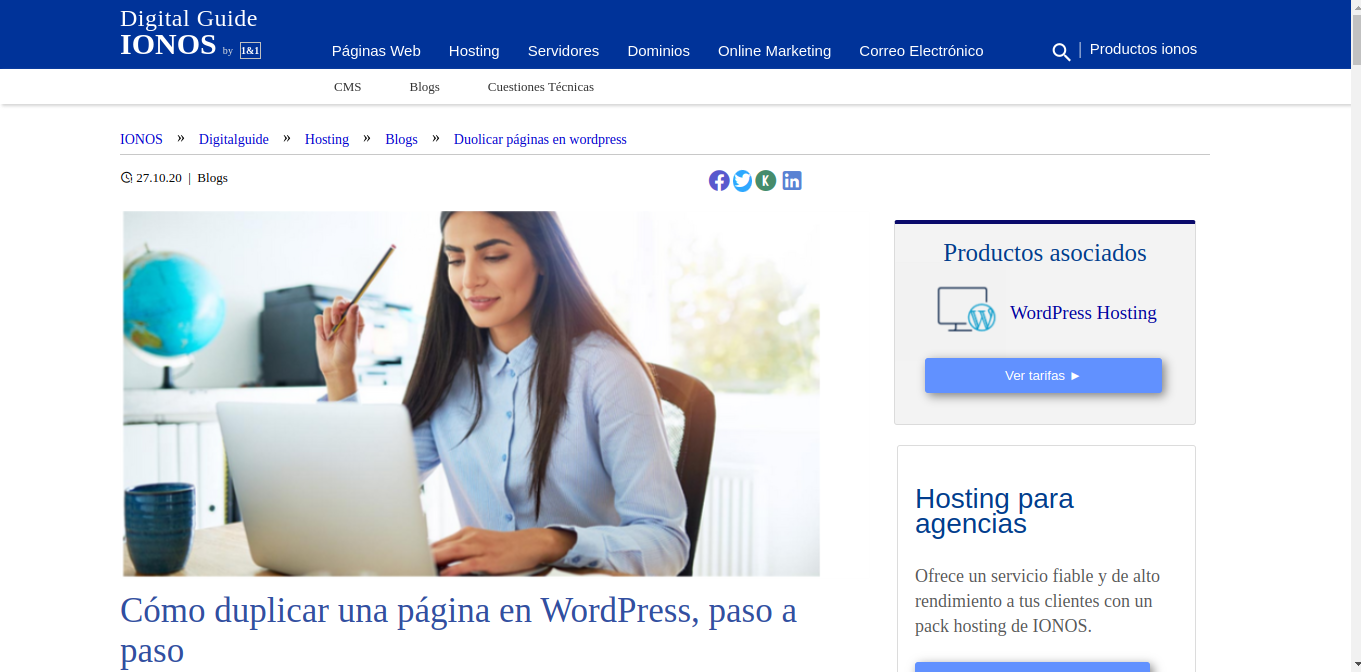 Digital Guide
IONOS by 1&1
Páginas Web Hosting Servidores Dominios Online Marketing Correo Electrónico | Productos ionos
CMS Blogs Cuestiones Técnicas
IONOS » Digitalguide » Hosting » Blogs » Duolicar páginas en wordpress
27.10.20 | Blogs
K in
Productos asociados
WordPress Hosting
Ver tarifas ►
Hosting para
agencias
Ofrece un servicio fiable y de alto
rendimiento a tus clientes con un
pack hosting de IONOS.
Cómo duplicar una página en WordPress, paso a
paso